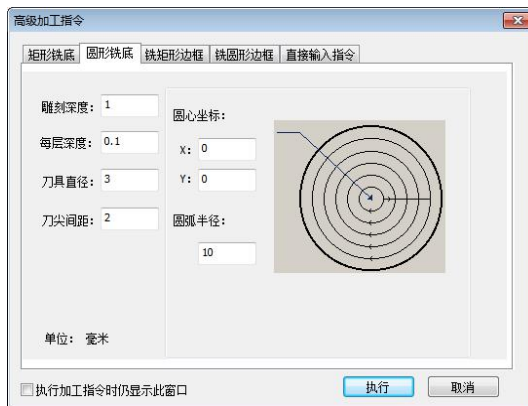 高级加工指令
矩形铣底 圆形铣底 铣矩形边框 铣圆形边框 直接输入指令
雕刻深度: 1
每层深度: 0.1
刀具直径: 3
刀尖间距: 2
圆心坐标:
X: 0
Y: 0
圆弧半径:
10
单位: 毫米
执行加工指令时仍显示此窗口
执行
取消